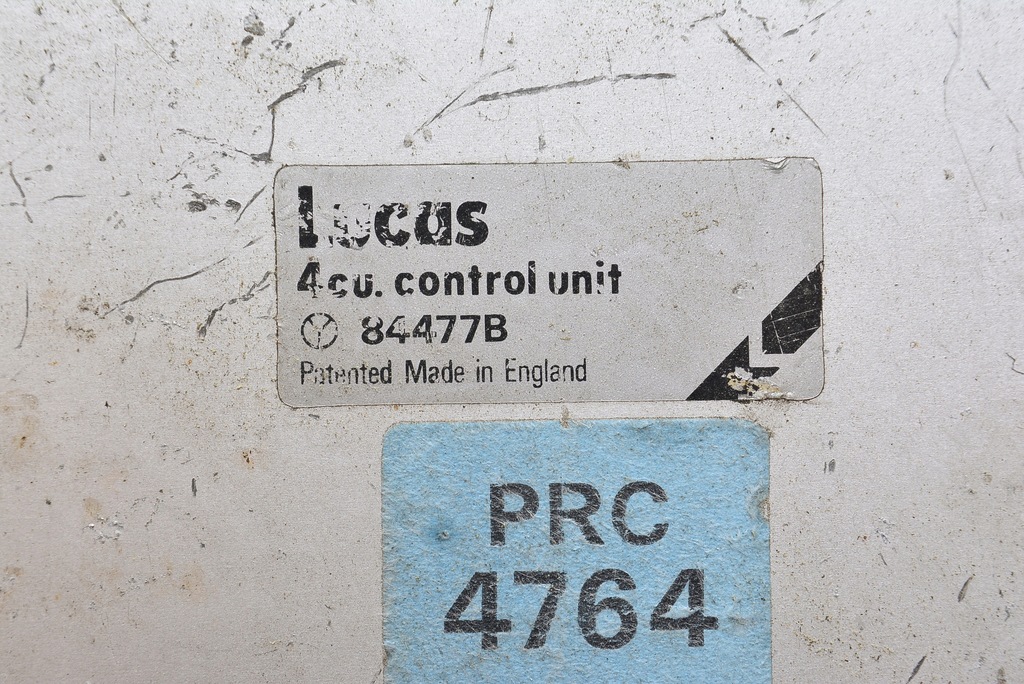 Lucas
4cu. control unit
84477B
Patented Made in England
PRC
4764